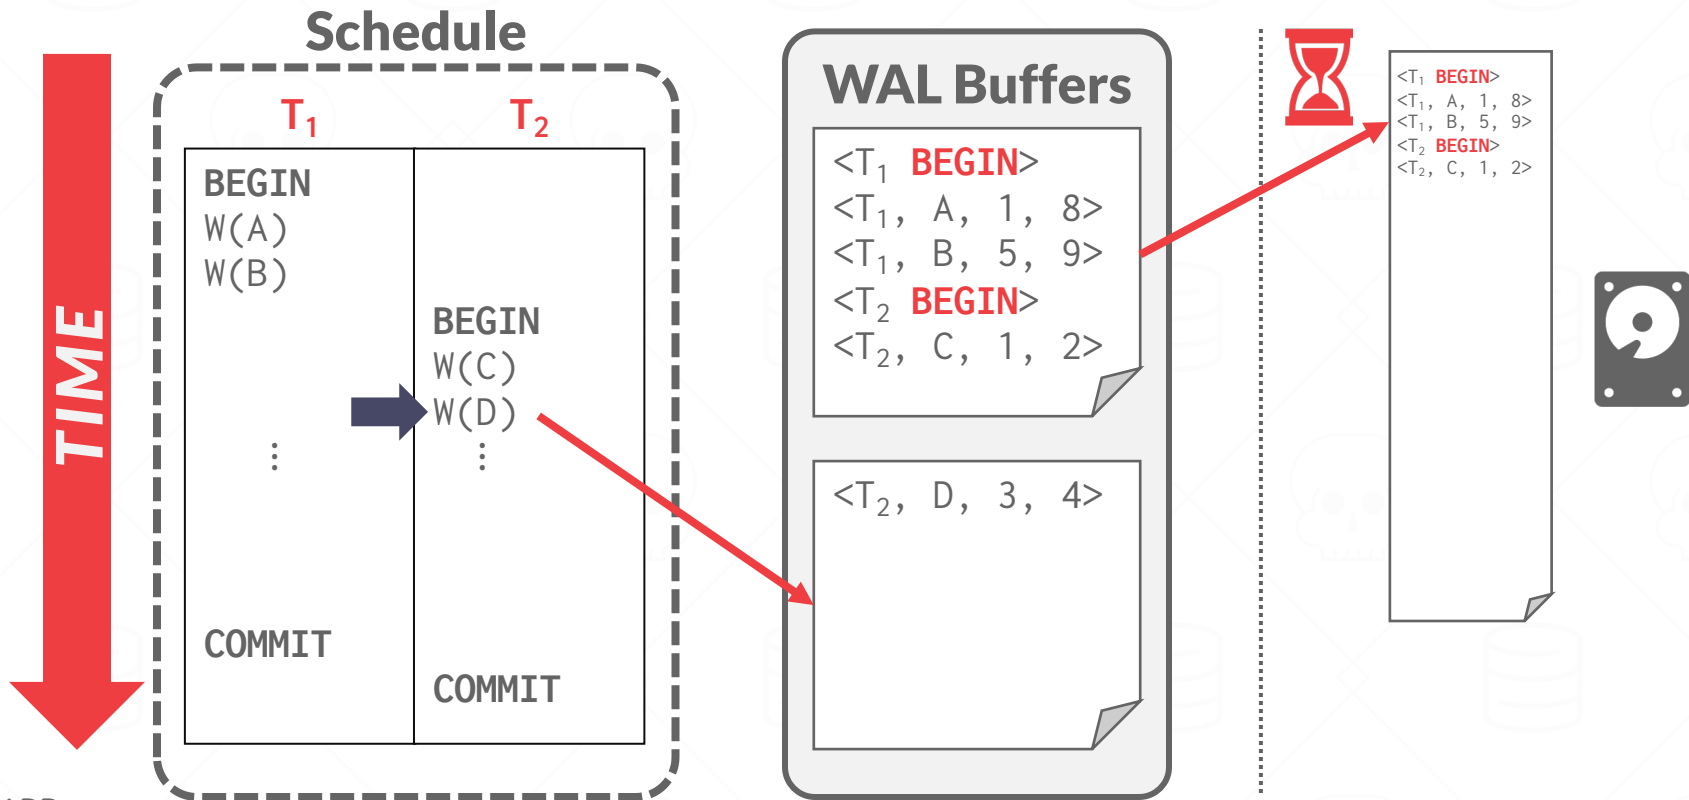 Schedule
T₁ T₂
BEGIN
W(A)
W(B)
BEGIN
W(C)
W(D)
⋮ ⋮
COMMIT
COMMIT
TIME
WAL Buffers
<T₁ BEGIN>
<T₁, A, 1, 8>
<T₁, B, 5, 9>
<T₂ BEGIN>
<T₂, C, 1, 2>
<T₂, D, 3, 4>
<T₁ BEGIN>
<T₁, A, 1, 8>
<T₁, B, 5, 9>
<T₂ BEGIN>
<T₂, C, 1, 2>